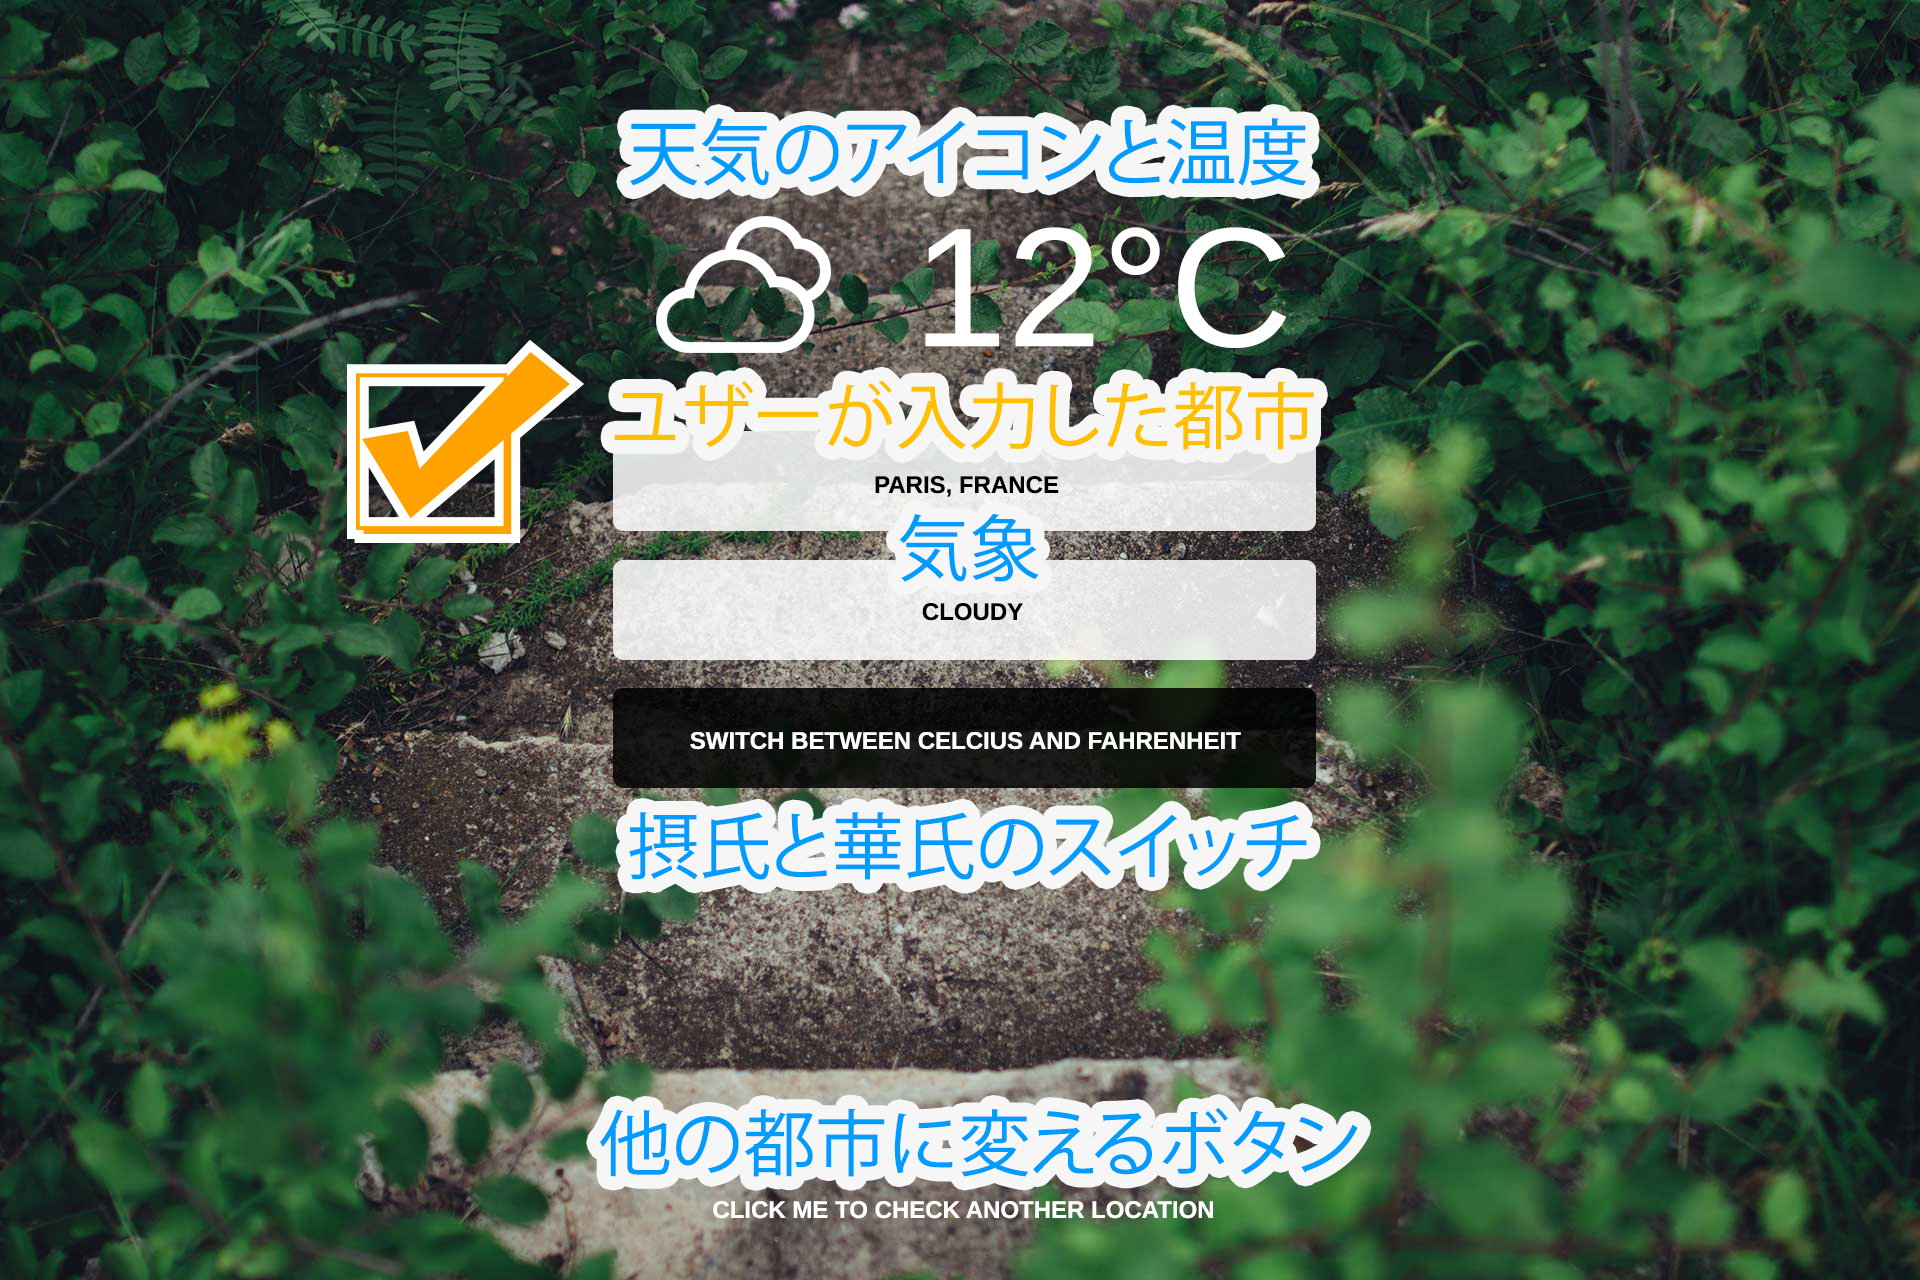 天気のアイコンと温度
12°C
ユザーが入力した都市
PARIS, FRANCE
気象
CLOUDY
SWITCH BETWEEN CELCIUS AND FAHRENHEIT
摂氏と華氏のスイッチ
他の都市に変えるボタン
CLICK ME TO CHECK ANOTHER LOCATION